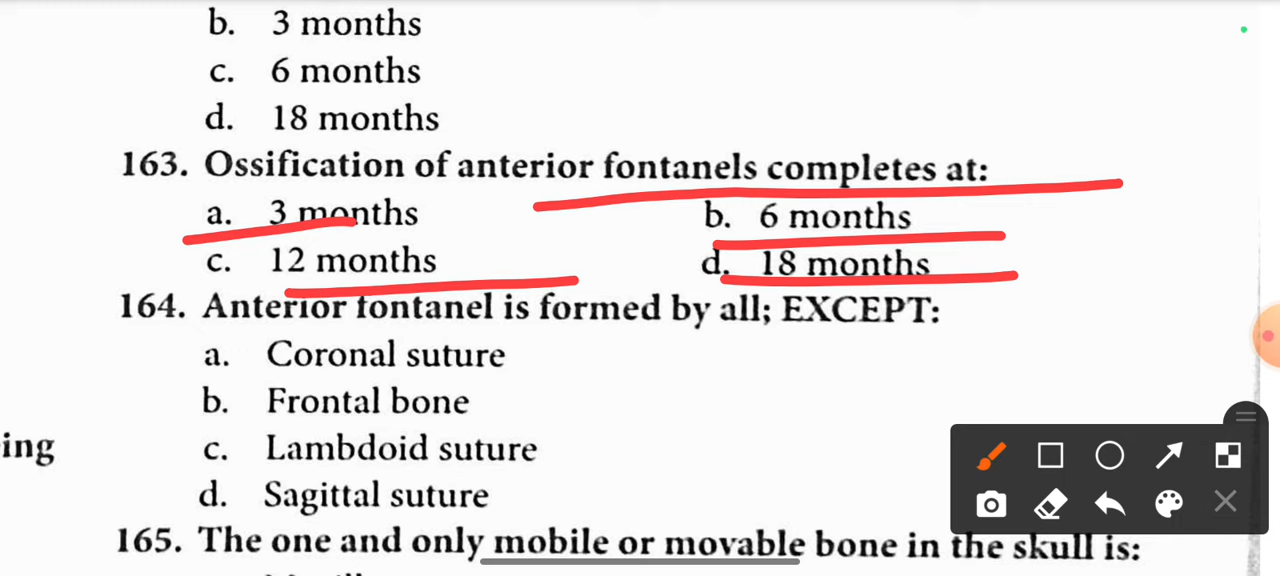 b. 3 months
c. 6 months
d. 18 months
163. Ossification of anterior fontanels completes at:
a. 3 months b. 6 months
c. 12 months d. 18 months
164. Anterior fontanel is formed by all; EXCEPT:
a. Coronal suture
b. Frontal bone
ing c. Lambdoid suture
d. Sagittal suture
165. The one and only mobile or movable bone in the skull is: